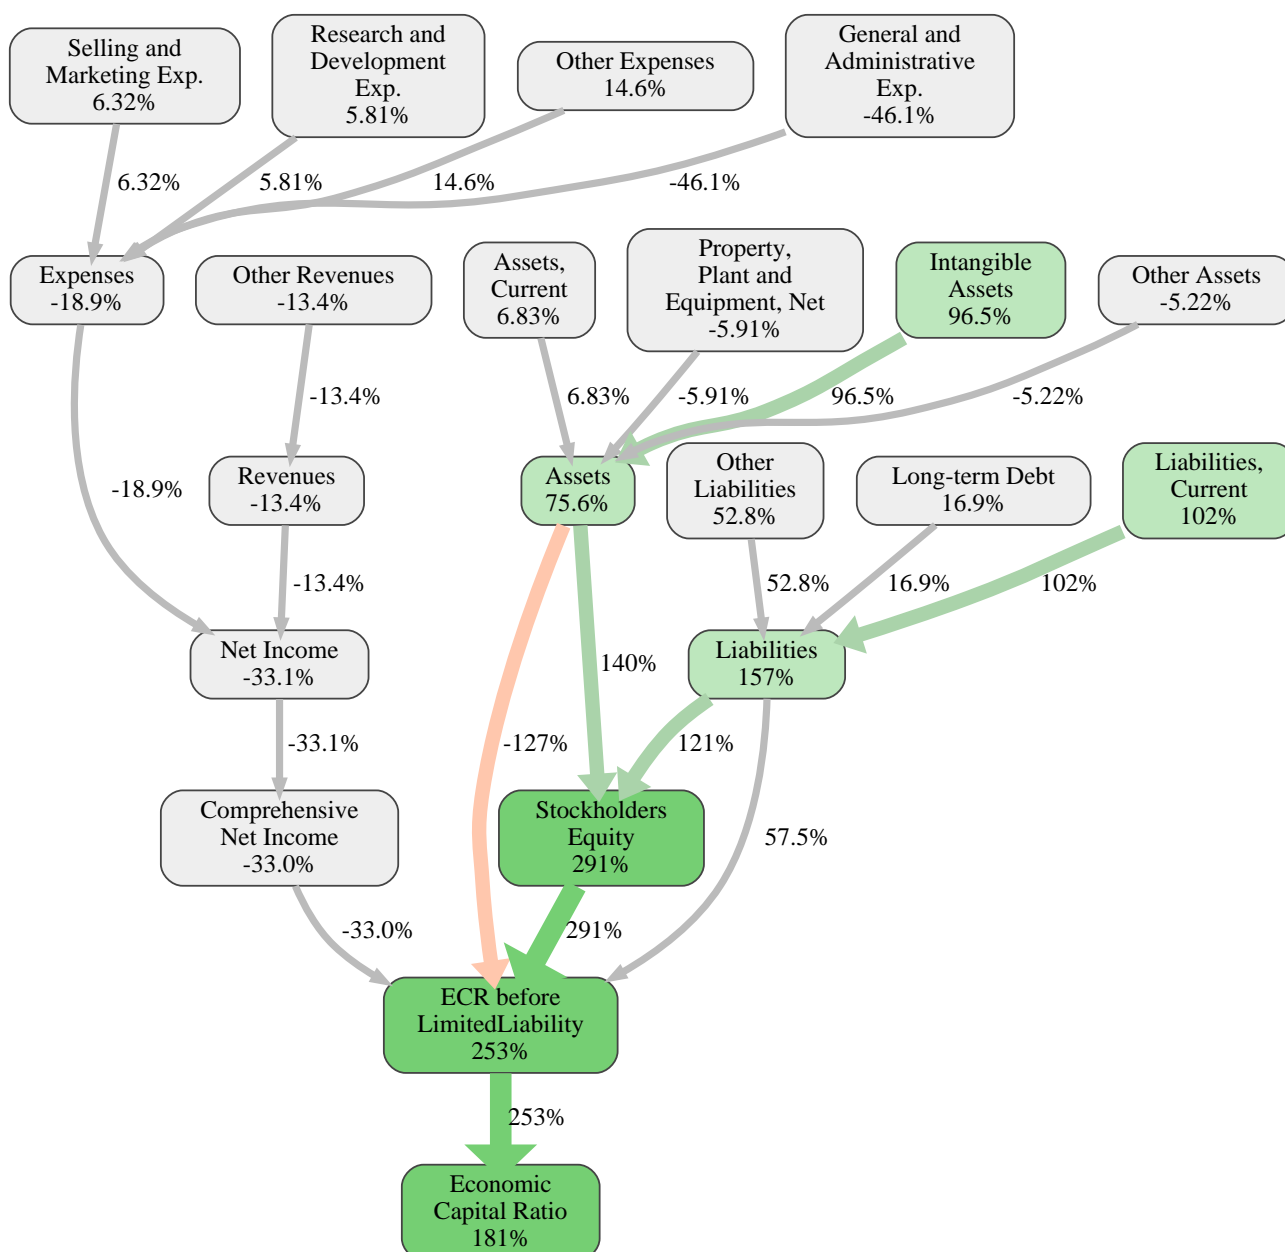 Selling and
Marketing Exp.
6.32%
Research and
Development
Exp.
5.81%
Other Expenses
14.6%
General and
Administrative
Exp.
-46.1%
6.32%
5.81%
14.6%
-46.1%
Expenses
-18.9%
Other Revenues
-13.4%
Assets,
Current
6.83%
Property,
Plant and
Equipment, Net
-5.91%
Intangible
Assets
96.5%
Other Assets
-5.22%
-13.4%
6.83%
-5.91%
96.5%
-5.22%
-18.9%
Revenues
-13.4%
Assets
75.6%
Other
Liabilities
52.8%
Long-term Debt
16.9%
Liabilities,
Current
102%
-13.4%
52.8%
16.9%
102%
Net Income
-33.1%
140%
Liabilities
157%
-33.1%
-127%
121%
Comprehensive
Net Income
-33.0%
Stockholders
Equity
291%
57.5%
-33.0%
291%
ECR before
LimitedLiability
253%
253%
Economic
Capital Ratio
181%